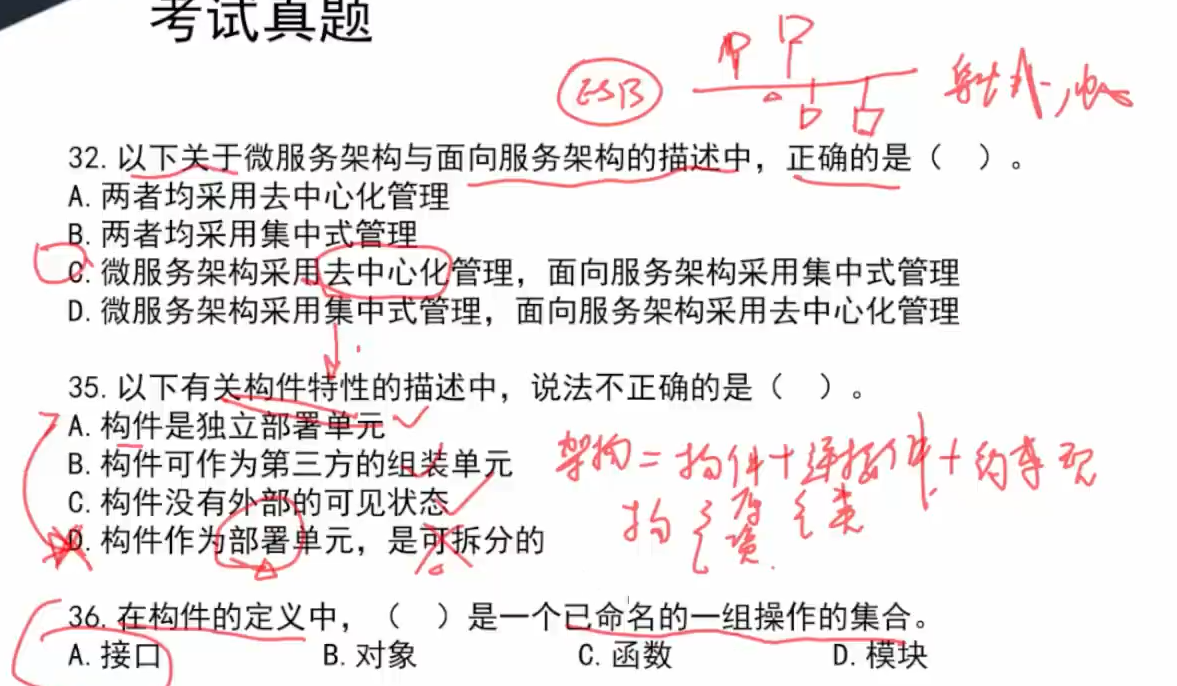 考试真题
ESB
32. 以下关于微服务架构与面向服务架构的描述中，正确的是（  ）。
A. 两者均采用去中心化管理
B. 两者均采用集中式管理
C. 微服务架构采用去中心化管理，面向服务架构采用集中式管理
D. 微服务架构采用集中式管理，面向服务架构采用去中心化管理
35. 以下有关构件特性的描述中，说法不正确的是（  ）。
A. 构件是独立部署单元
B. 构件可作为第三方的组装单元
架构＝构件＋连接件＋约束
C. 构件没有外部的可见状态
D. 构件作为部署单元，是可拆分的
36. 在构件的定义中，（  ）是一个已命名的一组操作的集合。
A. 接口 B. 对象 C. 函数 D. 模块